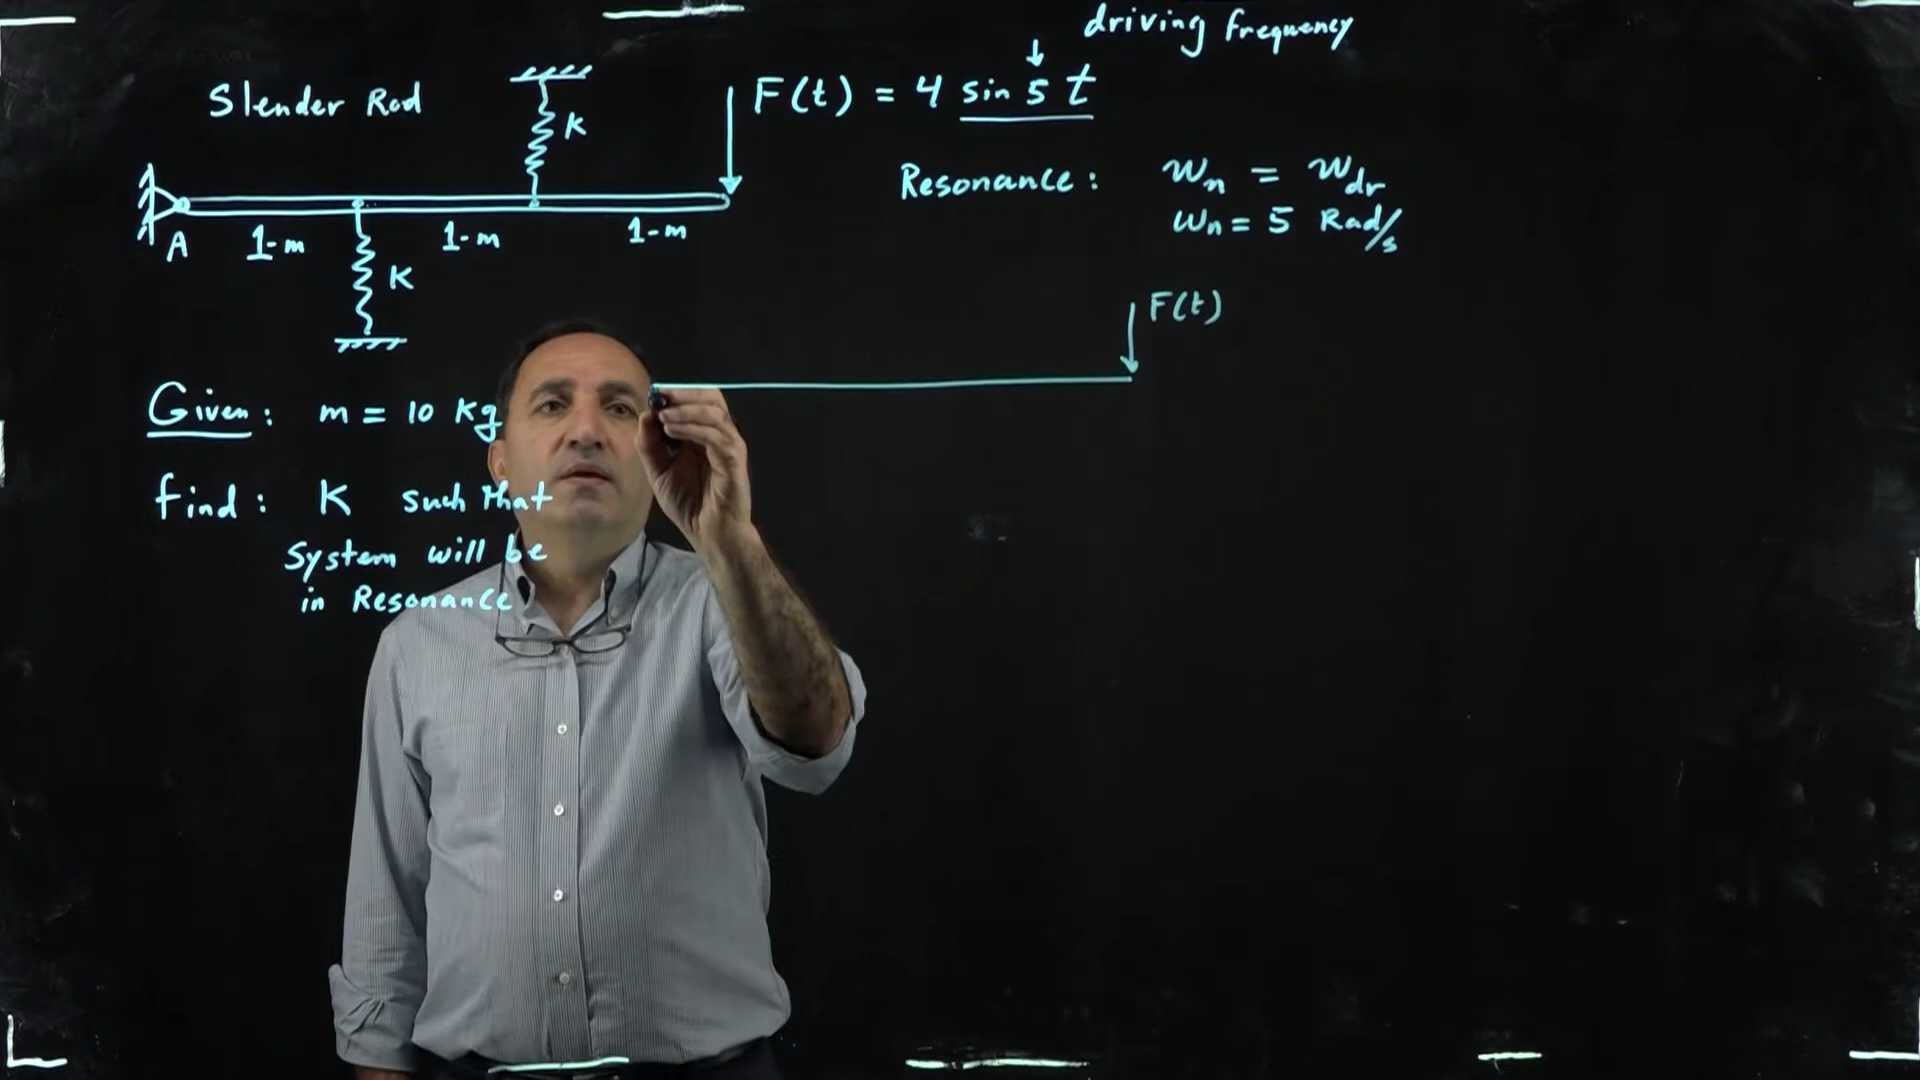 driving frequency
Slender Rod
K
F(t) = 4 sin 5 t
Resonance: wn = wdr
wn = 5 Rad/s
A
1-m
1-m
1-m
K
F(t)
Given: m = 10 Kg
find: K such that
System will be
in Resonance